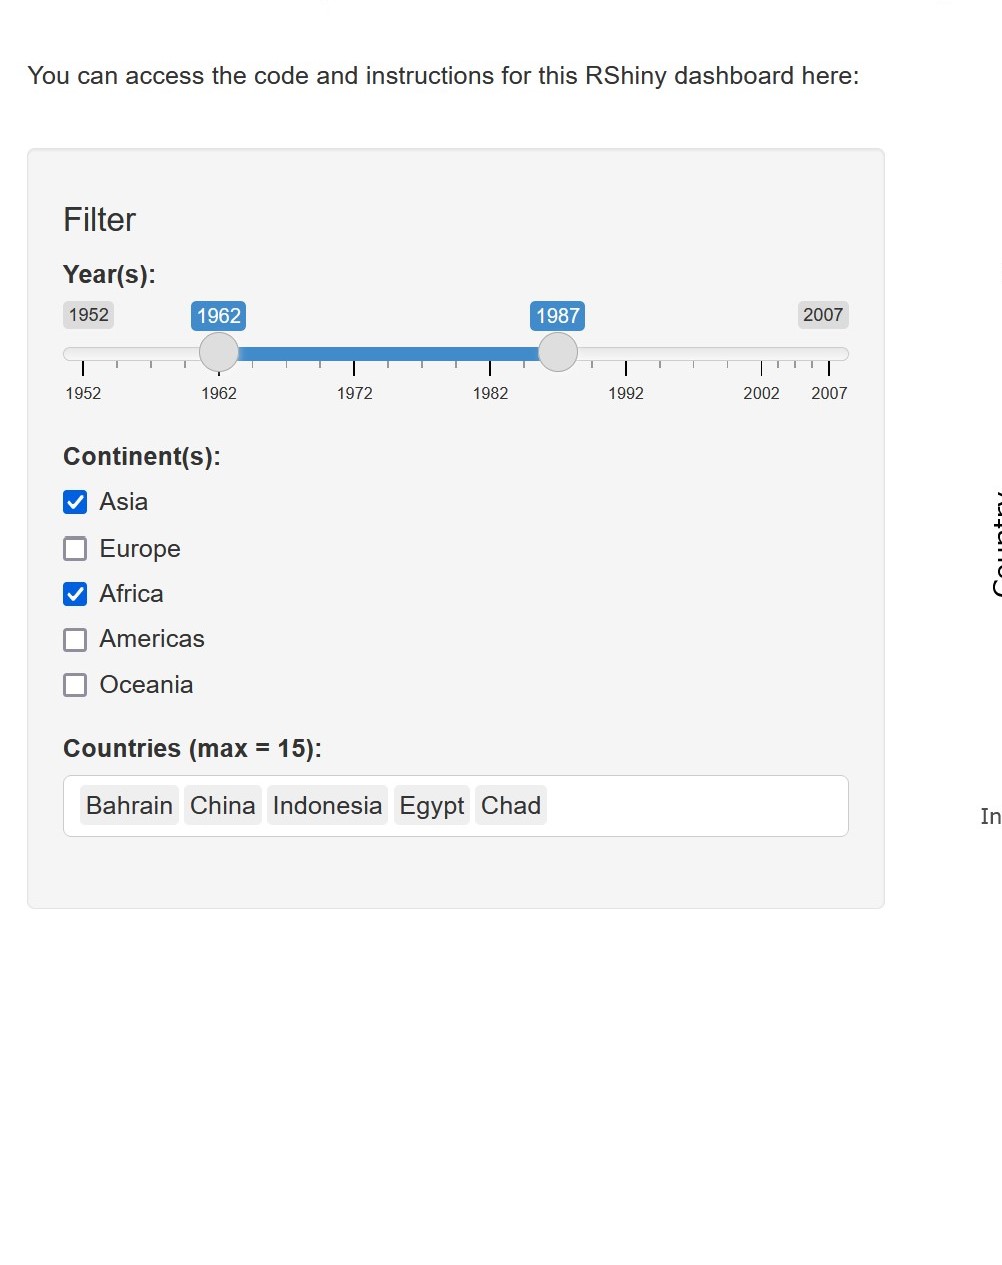 You can access the code and instructions for this RShiny dashboard here:
Filter
Year(s):
1952 1962 1987 2007
1952 1962 1972 1982 1992 2002 2007
Continent(s):
Asia
Europe
Africa
Americas
Oceania
Countries (max = 15):
Bahrain China Indonesia Egypt Chad
Country
In